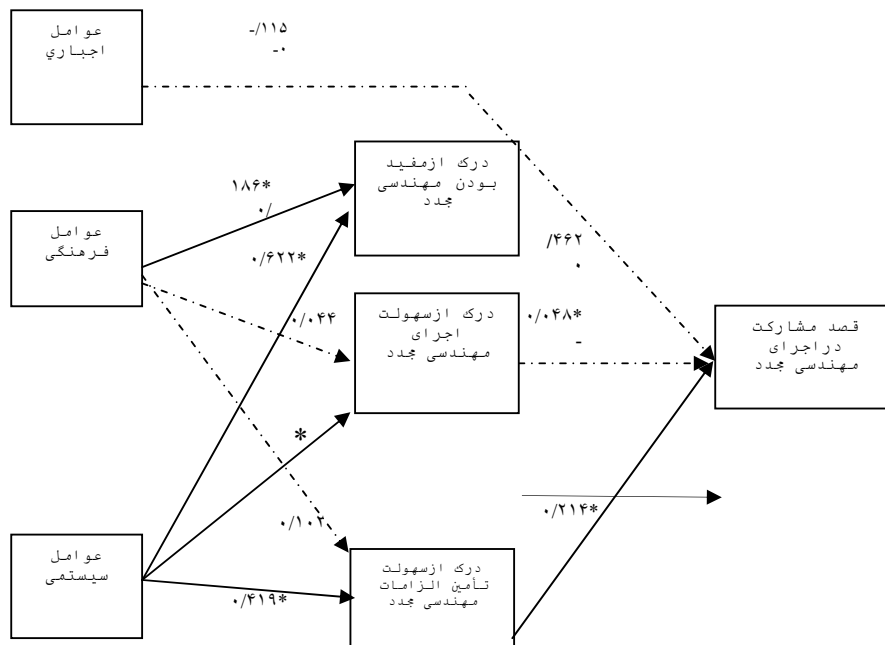 عوامل
اجباري
-/۱۱۵
-۰
درک ازمفید
بودن مهندسی
مجدد
۱۸۶*
۰/
عوامل
فرهنگی
۰/۶۲۲*
/۴۶۲
۰
۰/۰۴۴
درک ازسهولت
اجرای
مهندسی مجدد
۰/۰۴۸*
-
قصد مشارکت
دراجرای
مهندسی مجدد
*
۰/۱۰۲
۰/۲۱۴*
عوامل
سیستمی
۰/۴۱۹*
درک ازسهولت
تأمین الزامات
مهندسی مجدد